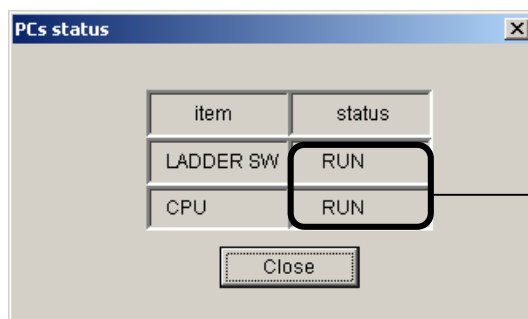 PCs status
item status
LADDER SW RUN
CPU RUN
Close